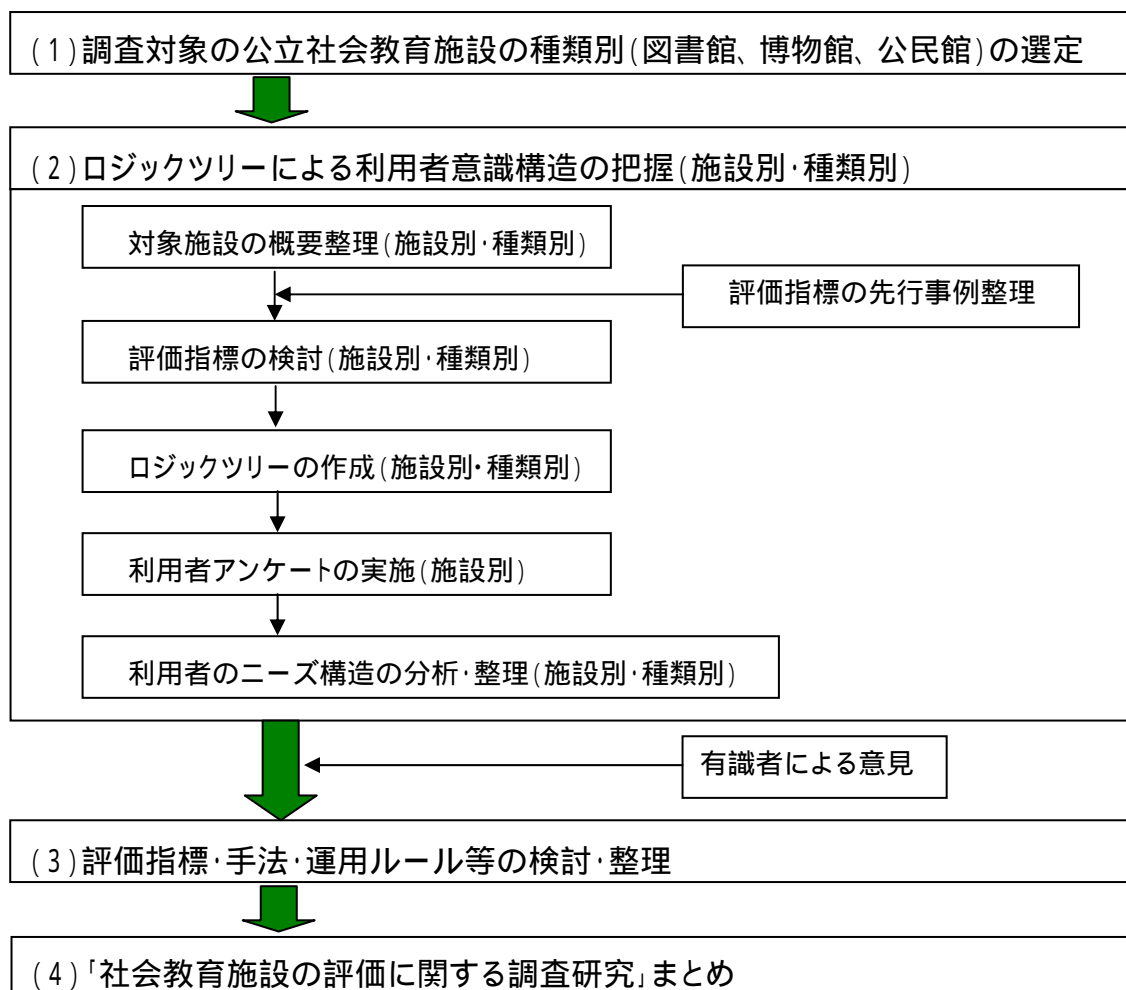 (1)調査対象の公立社会教育施設の種類別(図書館、博物館、公民館)の選定
(2)ロジックツリーによる利用者意識構造の把握(施設別・種類別)
対象施設の概要整理(施設別・種類別)
評価指標の先行事例整理
評価指標の検討(施設別・種類別)
ロジックツリーの作成(施設別・種類別)
利用者アンケートの実施(施設別)
利用者のニーズ構造の分析・整理(施設別・種類別)
有識者による意見
(3)評価指標・手法・運用ルール等の検討・整理
(4)「社会教育施設の評価に関する調査研究」まとめ